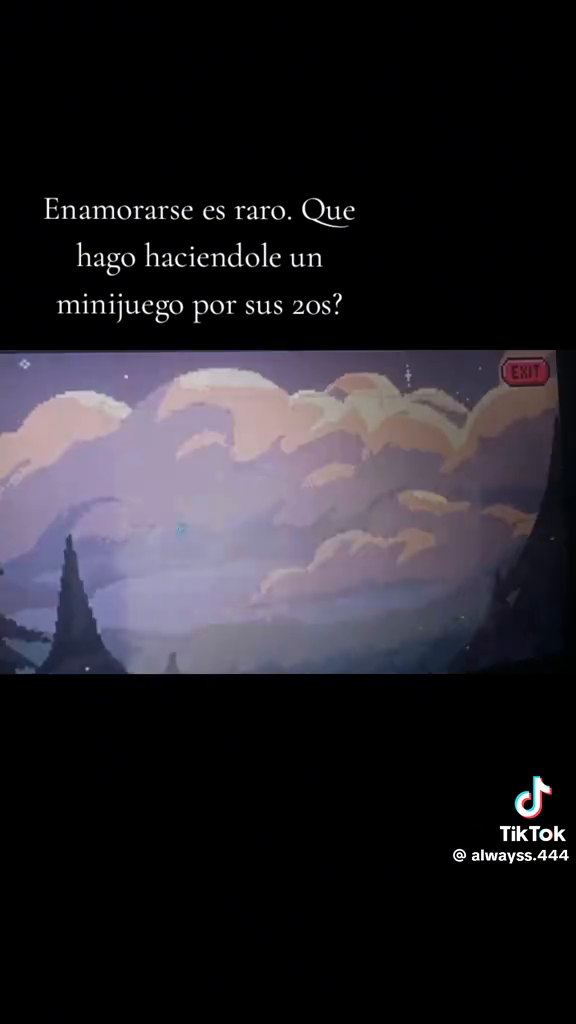 Enamorarse es raro. Que
hago haciendole un
minijuego por sus 20s?
EXIT
TikTok
@ alwayss.444